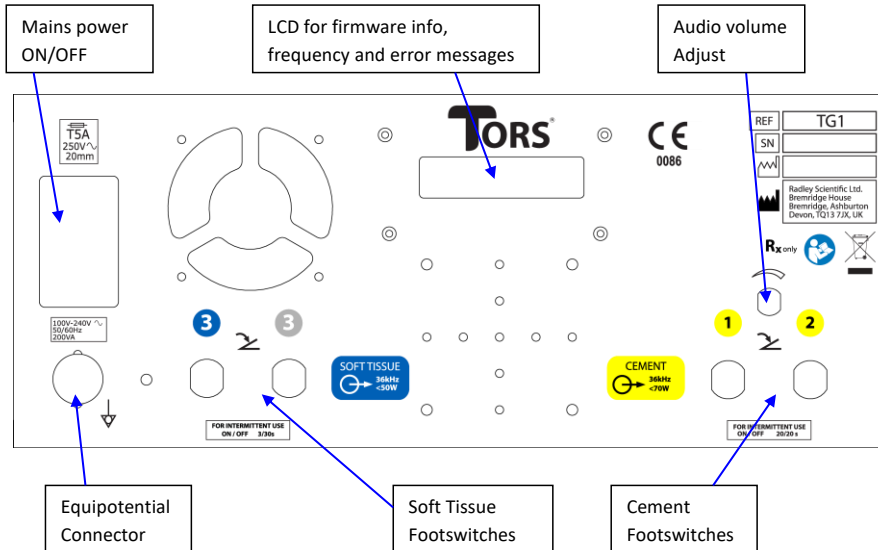 Mains power
ON/OFF
LCD for firmware info,
frequency and error messages
Audio volume
Adjust
T5A
250V
20mm
TORS®
CE
0086
REF TG1
SN
Radley Scientific Ltd.
Bremridge House
Bremridge, Ashburton
Devon, TQ13 7JX, UK
Rx only
100V-240V
50/60Hz
200VA
3 3
1 2
SOFT TISSUE
36kHz
<50W
CEMENT
36kHz
<70W
FOR INTERMITTENT USE
ON / OFF 3/30s
FOR INTERMITTENT USE
ON / OFF 20/20 s
Equipotential
Connector
Soft Tissue
Footswitches
Cement
Footswitches